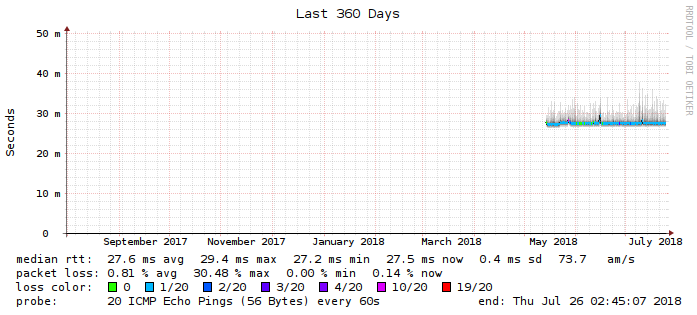 Last 360 Days
RRDTOOL / TOBI OETIKER
Seconds
50 m
40 m
30 m
20 m
10 m
0
September 2017 November 2017 January 2018 March 2018 May 2018 July 2018
median rtt: 27.6 ms avg 29.4 ms max 27.2 ms min 27.5 ms now 0.4 ms sd 73.7 am/s
packet loss: 0.81 % avg 30.48 % max 0.00 % min 0.14 % now
loss color: 0 1/20 2/20 3/20 4/20 10/20 19/20
probe: 20 ICMP Echo Pings (56 Bytes) every 60s end: Thu Jul 26 02:45:07 2018